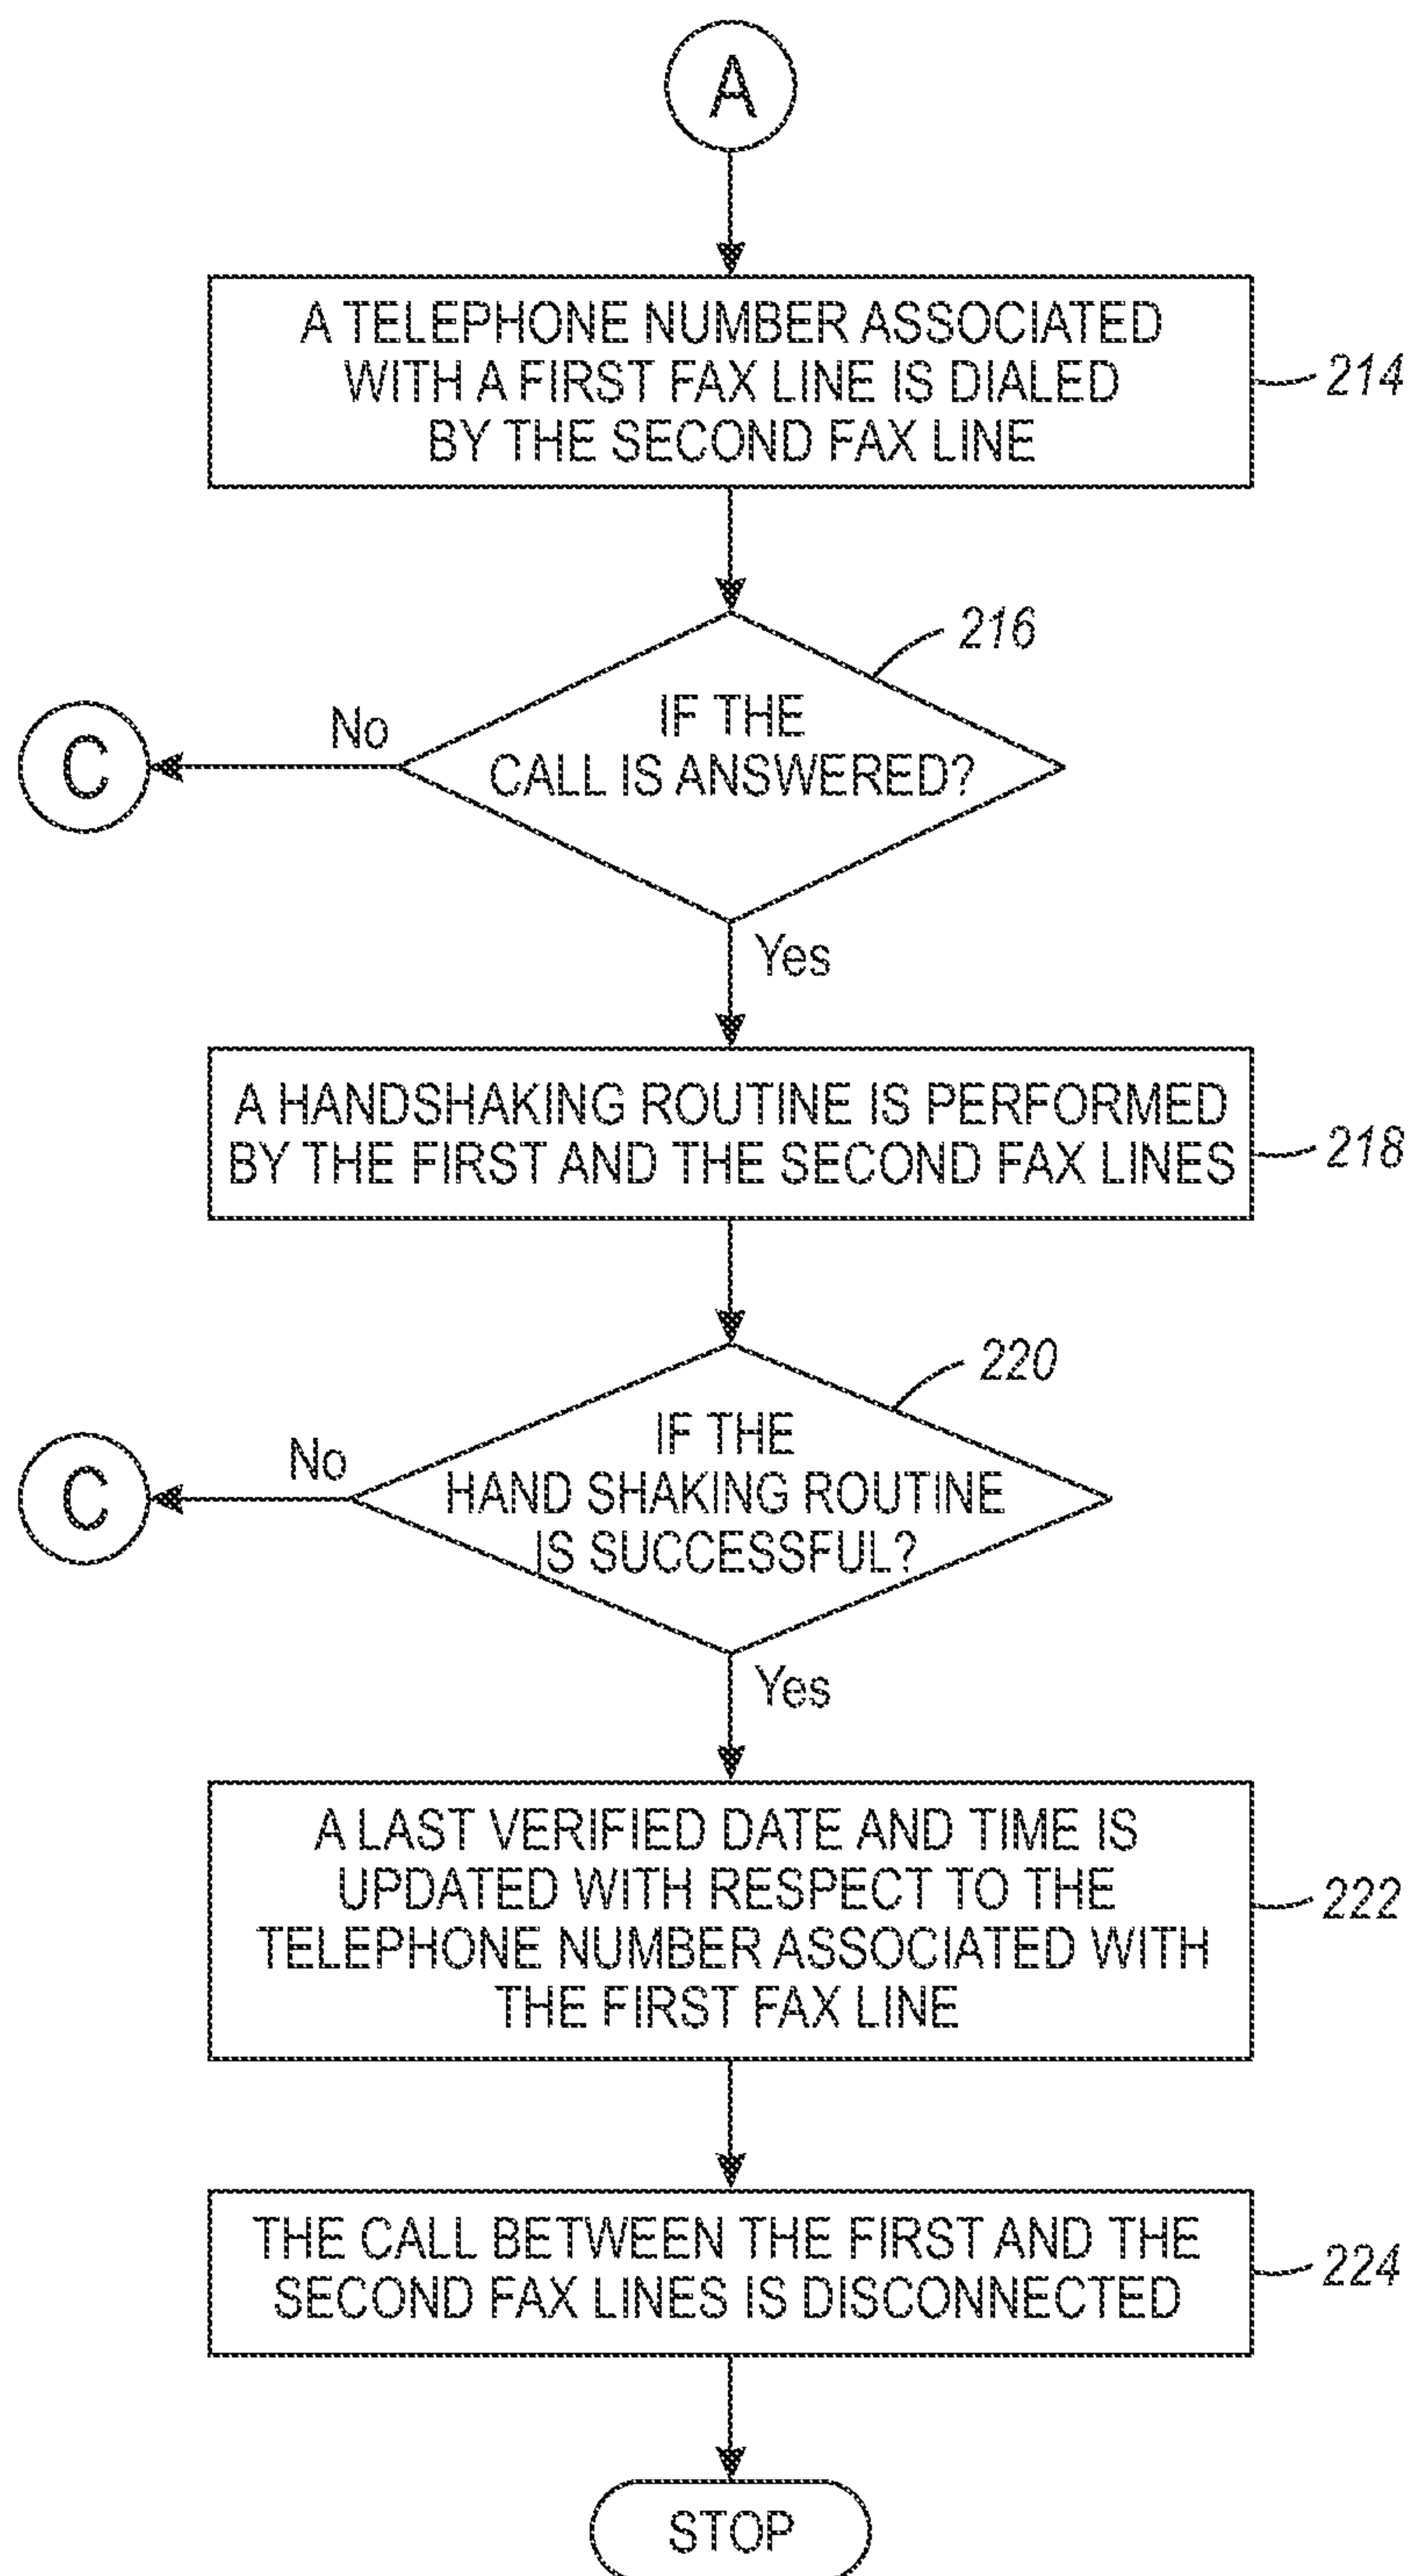 A
A TELEPHONE NUMBER ASSOCIATED
WITH A FIRST FAX LINE IS DIALED
BY THE SECOND FAX LINE
214
216
IF THE
CALL IS ANSWERED?
No
C
Yes
A HANDSHAKING ROUTINE IS PERFORMED
BY THE FIRST AND THE SECOND FAX LINES
218
220
IF THE
HAND SHAKING ROUTINE
IS SUCCESSFUL?
No
C
Yes
A LAST VERIFIED DATE AND TIME IS
UPDATED WITH RESPECT TO THE
TELEPHONE NUMBER ASSOCIATED WITH
THE FIRST FAX LINE
222
THE CALL BETWEEN THE FIRST AND THE
SECOND FAX LINES IS DISCONNECTED
224
STOP